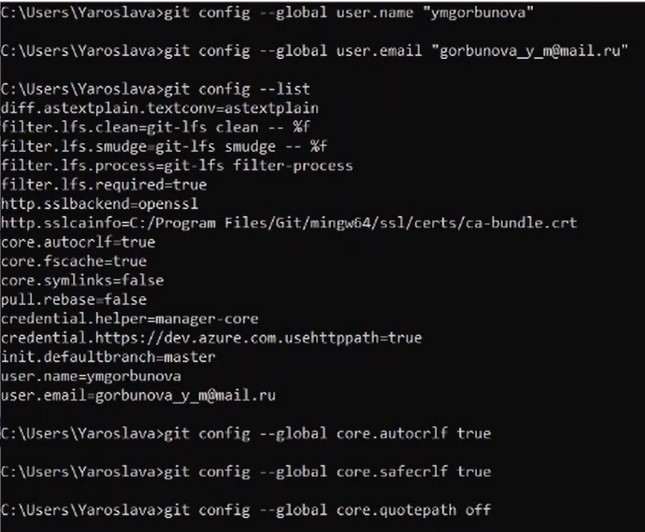 C:\Users\Yaroslava>git config --global user.name "ymgorbunova"
C:\Users\Yaroslava>git config --global user.email "gorbunova_y_m@mail.ru"
C:\Users\Yaroslava>git config --list
diff.astextplain.textconv=astextplain
filter.lfs.clean=git-lfs clean -- %f
filter.lfs.smudge=git-lfs smudge -- %f
filter.lfs.process=git-lfs filter-process
filter.lfs.required=true
http.sslbackend=openssl
http.sslcainfo=C:/Program Files/Git/mingw64/ssl/certs/ca-bundle.crt
core.autocrlf=true
core.fscache=true
core.symlinks=false
pull.rebase=false
credential.helper=manager-core
credential.https://dev.azure.com.usehttppath=true
init.defaultbranch=master
user.name=ymgorbunova
user.email=gorbunova_y_m@mail.ru
C:\Users\Yaroslava>git config --global core.autocrlf true
C:\Users\Yaroslava>git config --global core.safecrlf true
C:\Users\Yaroslava>git config --global core.quotepath off